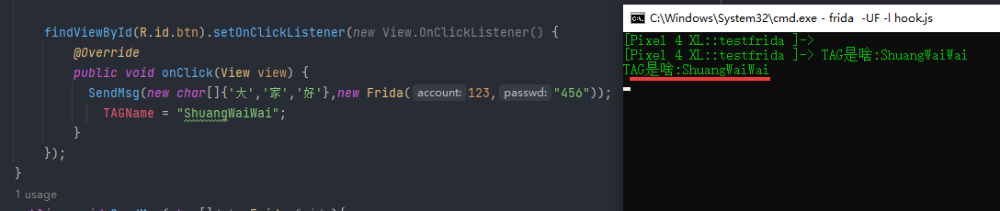 findViewById(R.id.btn).setOnClickListener(new View.OnClickListener() {
@Override
public void onClick(View view) {
SendMsg(new char[]{'大','家','好'},new Frida( account: 123, passwd: "456"));
TAGName = "ShuangWaiWai";
}
});
}
1 usage
C:\Windows\System32\cmd.exe - frida -UF -l hook.js
[Pixel 4 XL::testfrida ]->
[Pixel 4 XL::testfrida ]-> TAG是啥:ShuangWaiWai
TAG是啥:ShuangWaiWai